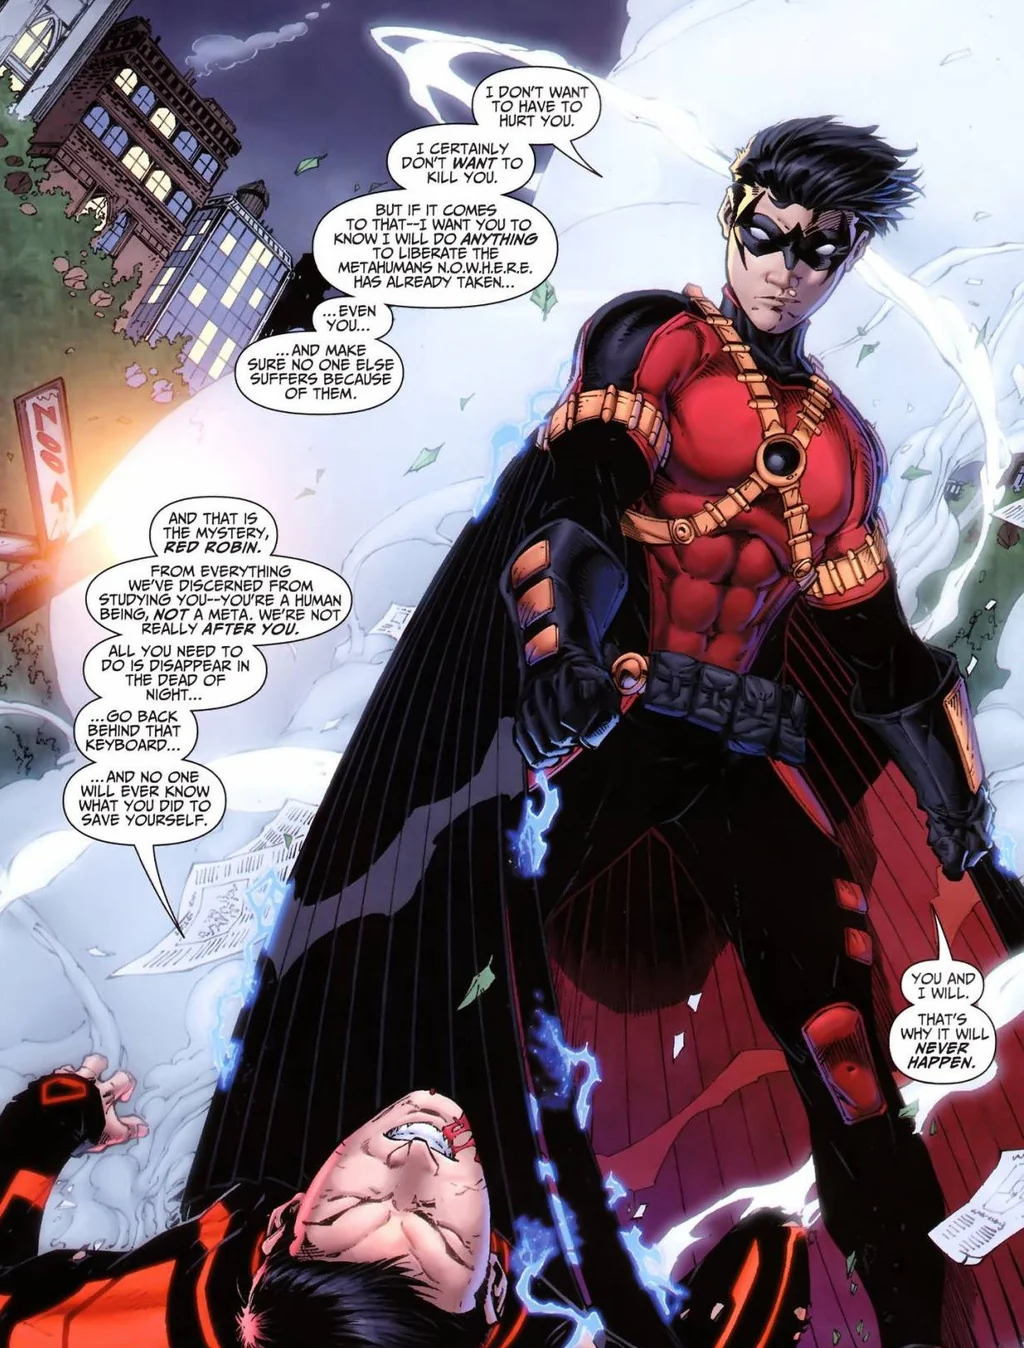 I DON'T WANT
TO HAVE TO
HURT YOU.
I CERTAINLY
DON'T WANT TO
KILL YOU.
BUT IF IT COMES
TO THAT--I WANT YOU TO
KNOW I WILL DO ANYTHING
TO LIBERATE THE
METAHUMANS N.O.W.H.E.R.E.
HAS ALREADY TAKEN...
...EVEN
YOU...
...AND MAKE
SURE NO ONE ELSE
SUFFERS BECAUSE
OF THEM.
ZOO
AND THAT IS
THE MYSTERY,
RED ROBIN.
FROM EVERYTHING
WE'VE DISCERNED FROM
STUDYING YOU--YOU'RE A HUMAN
BEING, NOT A META. WE'RE NOT
REALLY AFTER YOU.
ALL YOU NEED TO
DO IS DISAPPEAR IN
THE DEAD OF
NIGHT...
...GO BACK
BEHIND THAT
KEYBOARD...
...AND NO ONE
WILL EVER KNOW
WHAT YOU DID TO
SAVE YOURSELF.
YOU AND
I WILL.
THAT'S
WHY IT WILL
NEVER
HAPPEN.